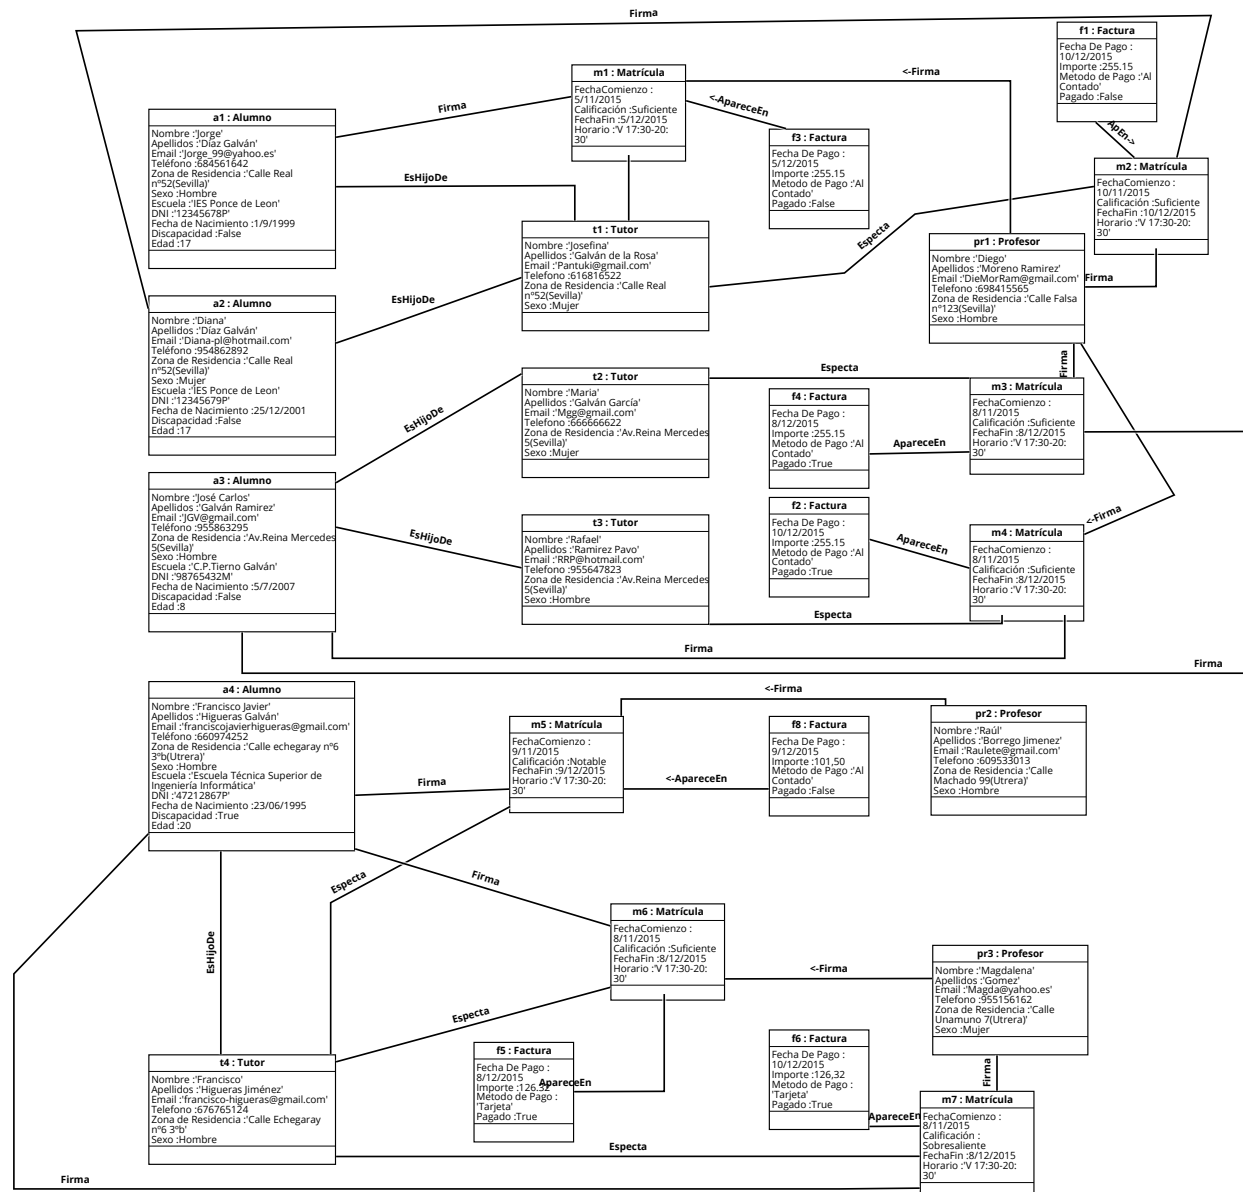 Firma
f1 : Factura
Fecha De Pago :
10/12/2015
Importe :255.15
Metodo de Pago :'Al
Contado'
Pagado :False
m1 : Matrícula
FechaComienzo :
5/11/2015
Calificación :Suficiente
FechaFin :5/12/2015
Horario :'V 17:30-20:
30'
<-Firma
<-ApareceEn
Firma
a1 : Alumno
Nombre :'Jorge'
Apellidos :'Díaz Galván'
Email :'Jorge_99@yahoo.es'
Teléfono :684561642
Zona de Residencia :'Calle Real
nº52(Sevilla)'
Sexo :Hombre
Escuela :'IES Ponce de Leon'
DNI :'12345678P'
Fecha de Nacimiento :1/9/1999
Discapacidad :False
Edad :17
f3 : Factura
Fecha De Pago :
5/12/2015
Importe :255.15
Metodo de Pago :'Al
Contado'
Pagado :False
ApEn->
m2 : Matrícula
FechaComienzo :
10/11/2015
Calificación :Suficiente
FechaFin :10/12/2015
Horario :'V 17:30-20:
30'
EsHijoDe
t1 : Tutor
Nombre :'Josefina'
Apellidos :'Galván de la Rosa'
Email :'Pantuki@gmail.com'
Telefono :616816522
Zona de Residencia :'Calle Real
nº52(Sevilla)'
Sexo :Mujer
Especta
pr1 : Profesor
Nombre :'Diego'
Apellidos :'Moreno Ramirez'
Email :'DieMorRam@gmail.com'
Telefono :698415565
Zona de Residencia :'Calle Falsa
nº123(Sevilla)'
Sexo :Hombre
Firma
a2 : Alumno
Nombre :'Diana'
Apellidos :'Díaz Galván'
Email :'Diana-pl@hotmail.com'
Teléfono :954862892
Zona de Residencia :'Calle Real
nº52(Sevilla)'
Sexo :Mujer
Escuela :'IES Ponce de Leon'
DNI :'12345679P'
Fecha de Nacimiento :25/12/2001
Discapacidad :False
Edad :17
EsHijoDe
t2 : Tutor
Nombre :'Maria'
Apellidos :'Galván García'
Email :'Mgg@gmail.com'
Telefono :666666622
Zona de Residencia :'Av.Reina Mercedes
5(Sevilla)'
Sexo :Mujer
Especta
Firma
f4 : Factura
Fecha De Pago :
8/12/2015
Importe :255.15
Metodo de Pago :'Al
Contado'
Pagado :True
ApareceEn
m3 : Matrícula
FechaComienzo :
8/11/2015
Calificación :Suficiente
FechaFin :8/12/2015
Horario :'V 17:30-20:
30'
EsHijoDe
a3 : Alumno
Nombre :'José Carlos'
Apellidos :'Galván Ramirez'
Email :'JGV@gmail.com'
Teléfono :955863295
Zona de Residencia :'Av.Reina Mercedes
5(Sevilla)'
Sexo :Hombre
Escuela :'C.P.Tierno Galván'
DNI :'98765432M'
Fecha de Nacimiento :5/7/2007
Discapacidad :False
Edad :8
EsHijoDe
t3 : Tutor
Nombre :'Rafael'
Apellidos :'Ramirez Pavo'
Email :'RRP@hotmail.com'
Telefono :955647823
Zona de Residencia :'Av.Reina Mercedes
5(Sevilla)'
Sexo :Hombre
f2 : Factura
Fecha De Pago :
10/12/2015
Importe :255.15
Metodo de Pago :'Al
Contado'
Pagado :True
ApareceEn
<-Firma
m4 : Matrícula
FechaComienzo :
8/11/2015
Calificación :Suficiente
FechaFin :8/12/2015
Horario :'V 17:30-20:
30'
Especta
Firma
Firma
a4 : Alumno
Nombre :'Francisco Javier'
Apellidos :'Higueras Galván'
Email :'franciscojavierhigueras@gmail.com'
Teléfono :660974252
Zona de Residencia :'Calle echegaray nº6
3ºb(Utrera)'
Sexo :Hombre
Escuela :'Escuela Técnica Superior de
Ingeniería Informática'
DNI :'47212867P'
Fecha de Nacimiento :23/06/1995
Discapacidad :True
Edad :20
<-Firma
m5 : Matrícula
FechaComienzo :
9/11/2015
Calificación :Notable
FechaFin :9/12/2015
Horario :'V 17:30-20:
30'
Firma
<-ApareceEn
f8 : Factura
Fecha De Pago :
9/12/2015
Importe :101,50
Metodo de Pago :'Al
Contado'
Pagado :False
pr2 : Profesor
Nombre :'Raúl'
Apellidos :'Borrego Jimenez'
Email :'Raulete@gmail.com'
Telefono :609533013
Zona de Residencia :'Calle
Machado 99(Utrera)'
Sexo :Hombre
Especta
Firma
EsHijoDe
m6 : Matrícula
FechaComienzo :
8/11/2015
Calificación :Suficiente
FechaFin :8/12/2015
Horario :'V 17:30-20:
30'
<-Firma
pr3 : Profesor
Nombre :'Magdalena'
Apellidos :'Gomez'
Email :'Magda@yahoo.es'
Telefono :955156162
Zona de Residencia :'Calle
Unamuno 7(Utrera)'
Sexo :Mujer
Especta
Firma
t4 : Tutor
Nombre :'Francisco'
Apellidos :'Higueras Jiménez'
Email :'francisco-higueras@gmail.com'
Telefono :676765124
Zona de Residencia :'Calle Echegaray
nº6 3ºb'
Sexo :Hombre
f5 : Factura
Fecha De Pago :
8/12/2015
Importe :126.32
Metodo de Pago :
'Tarjeta'
Pagado :True
ApareceEn
f6 : Factura
Fecha De Pago :
10/12/2015
Importe :126,32
Metodo de Pago :
'Tarjeta'
Pagado :True
ApareceEn
m7 : Matrícula
FechaComienzo :
8/11/2015
Calificación :
Sobresaliente
FechaFin :8/12/2015
Horario :'V 17:30-20:
30'
Especta
Firma